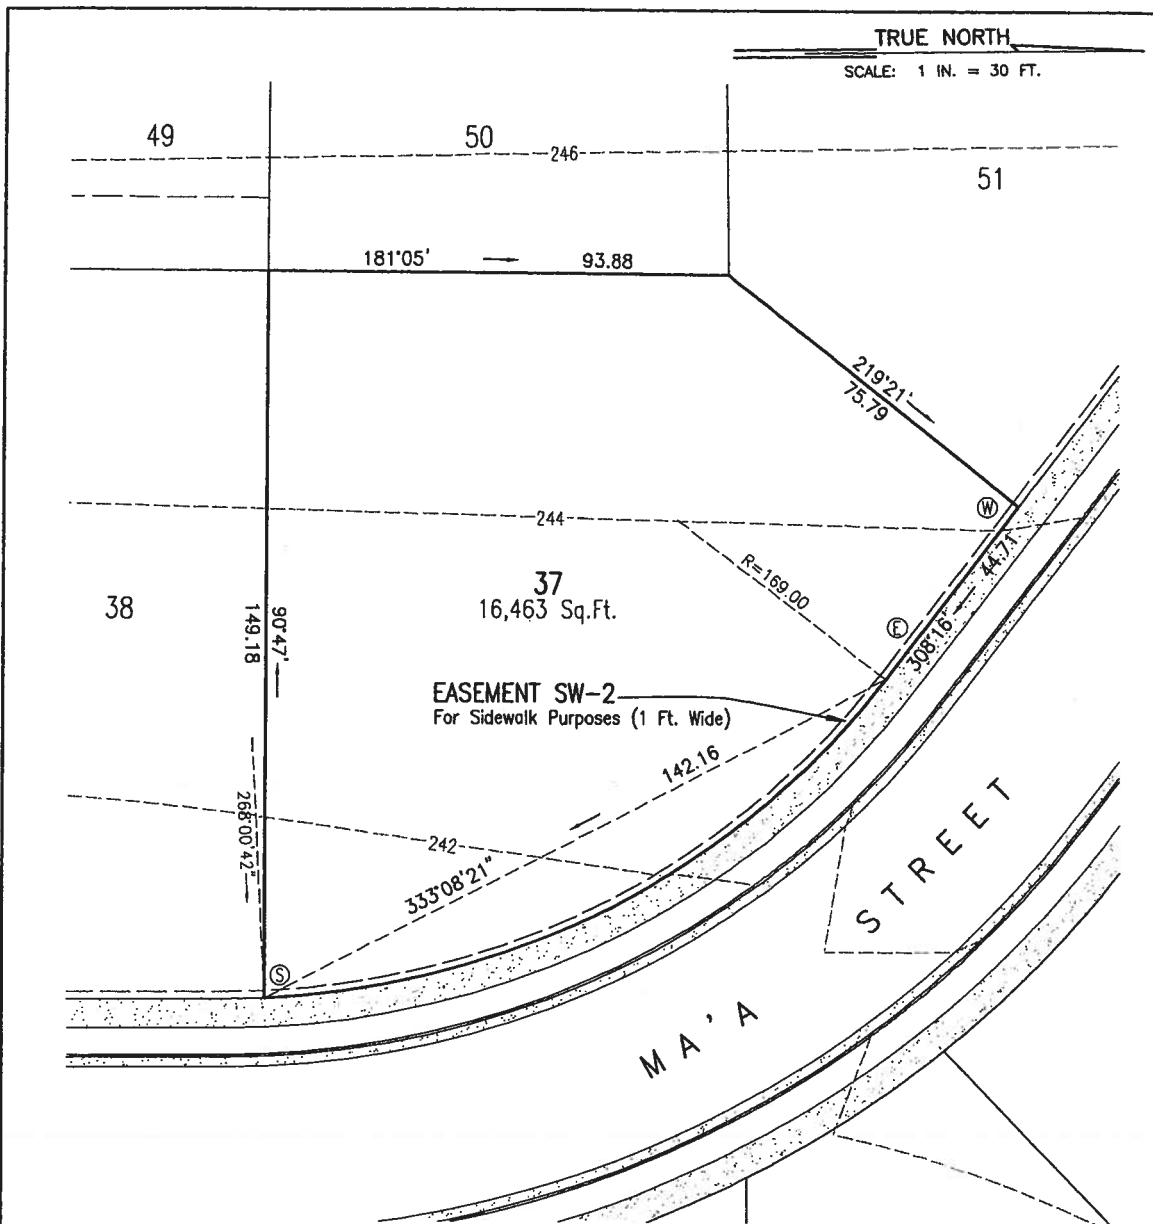 TRUE NORTH
SCALE: 1 IN. = 30 FT.
49
50
246
51
181°05' 93.88
219°21'
75.79
W
244
44.71
R=169.00
37
16,463 Sq.Ft.
38
90°47'
149.18
E
308°16'
EASEMENT SW-2
For Sidewalk Purposes (1 Ft. Wide)
142.16
268°00'42"
242
333°08'21"
S
MA'A STREET